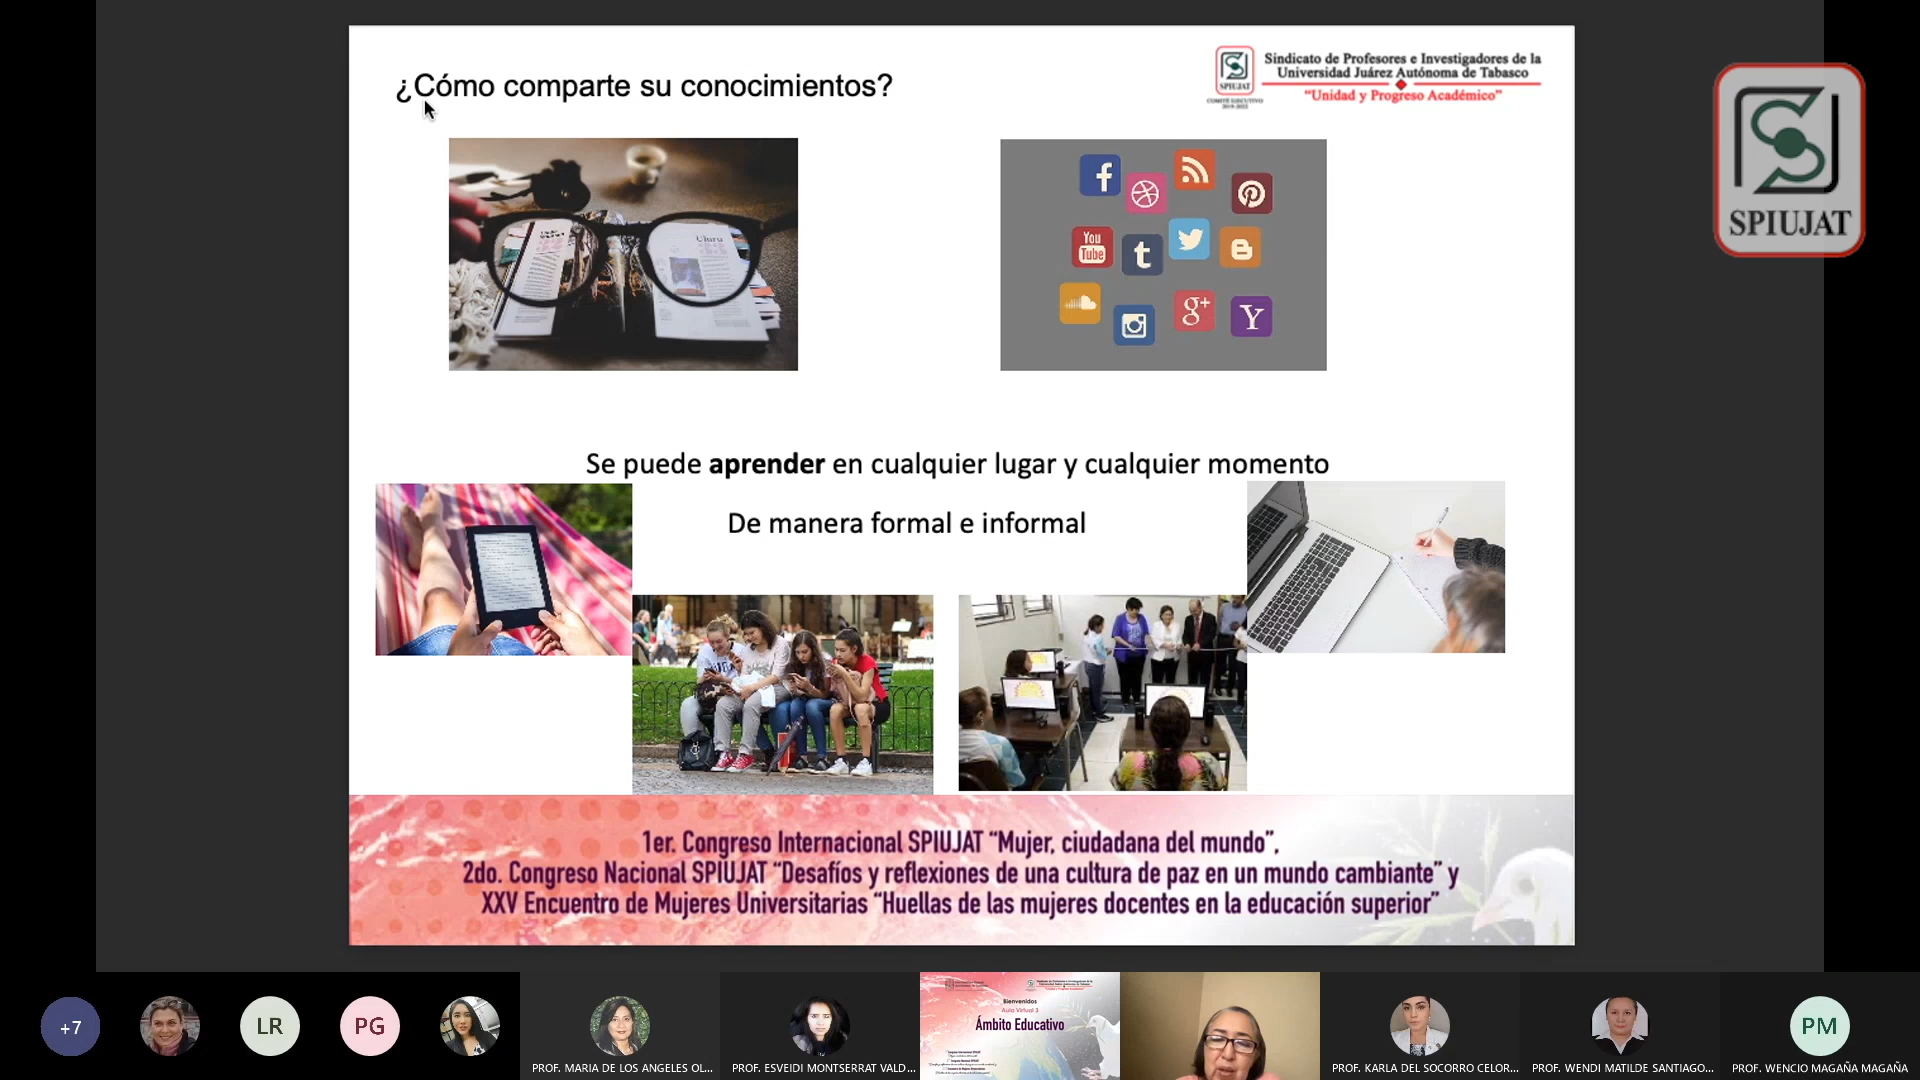 ¿Cómo comparte su conocimientos?
SPIUJAT
COMITÉ EJECUTIVO
2019-2022
Sindicato de Profesores e Investigadores de la
Universidad Juárez Autónoma de Tabasco
“Unidad y Progreso Académico”
SPIUJAT
f
You
Tube
t
B
g+
Y
Uluru
Se puede aprender en cualquier lugar y cualquier momento
De manera formal e informal
1er. Congreso Internacional SPIUJAT “Mujer, ciudadana del mundo”,
2do. Congreso Nacional SPIUJAT “Desafíos y reflexiones de una cultura de paz en un mundo cambiante” y
XXV Encuentro de Mujeres Universitarias “Huellas de las mujeres docentes en la educación superior”
+7
LR
PG
PROF. MARIA DE LOS ANGELES OL...
PROF. ESVEIDI MONTSERRAT VALD...
Bienvenidos
Aula Virtual 3
Ámbito Educativo
PROF. KARLA DEL SOCORRO CELOR...
PROF. WENDI MATILDE SANTIAGO...
PM
PROF. WENCIO MAGAÑA MAGAÑA